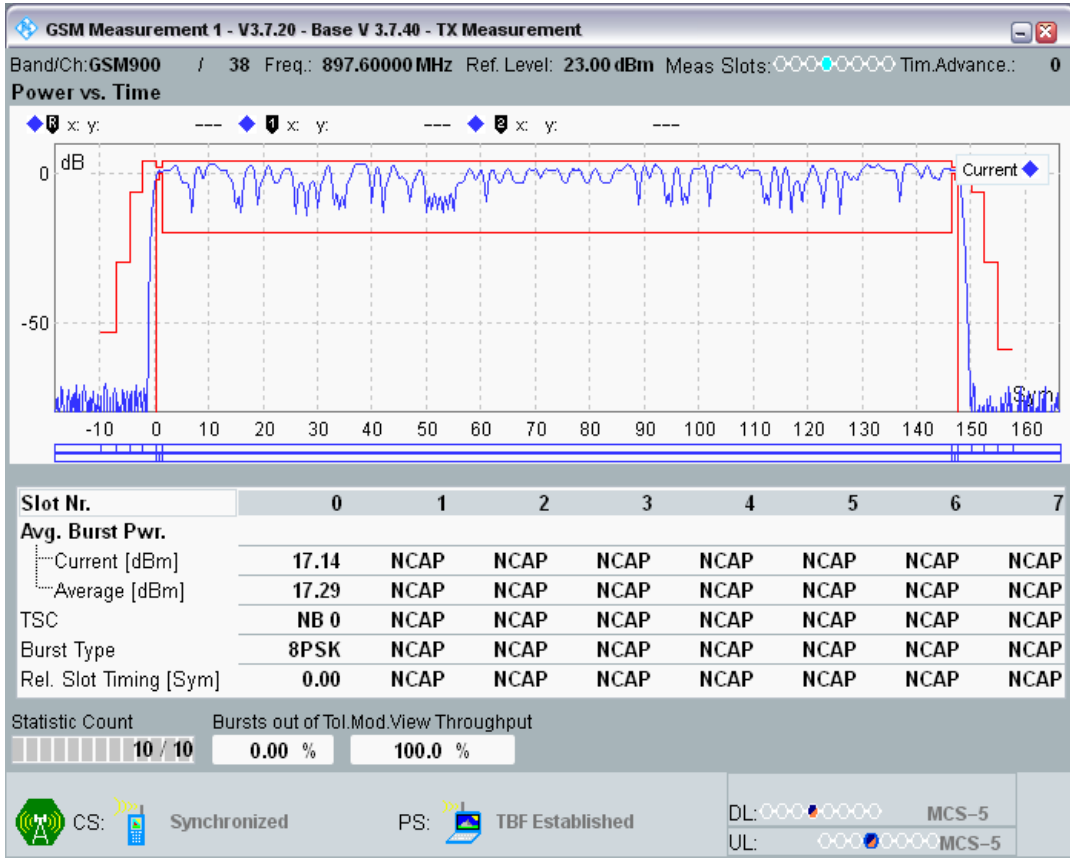 GSM Measurement 1 - V3.7.20 - Base V 3.7.40 - TX Measurement
Band/Ch:GSM900 / 38 Freq.: 897.60000 MHz Ref. Level: 23.00 dBm Meas Slots: Tim.Advance.: 0
Power vs. Time
R x: y: --- 1 x: y: --- 2 x: y: ---
dB
Current
0
-50
Sym
-10 0 10 20 30 40 50 60 70 80 90 100 110 120 130 140 150 160
Slot Nr. 0 1 2 3 4 5 6 7
Avg. Burst Pwr.
Current [dBm] 17.14 NCAP NCAP NCAP NCAP NCAP NCAP NCAP
Average [dBm] 17.29 NCAP NCAP NCAP NCAP NCAP NCAP NCAP
TSC NB 0 NCAP NCAP NCAP NCAP NCAP NCAP NCAP
Burst Type 8PSK NCAP NCAP NCAP NCAP NCAP NCAP NCAP
Rel. Slot Timing [Sym] 0.00 NCAP NCAP NCAP NCAP NCAP NCAP NCAP
Statistic Count Bursts out of Tol.Mod.View Throughput
10 / 10 0.00 % 100.0 %
CS: Synchronized PS: TBF Established
DL: MCS-5
UL: MCS-5